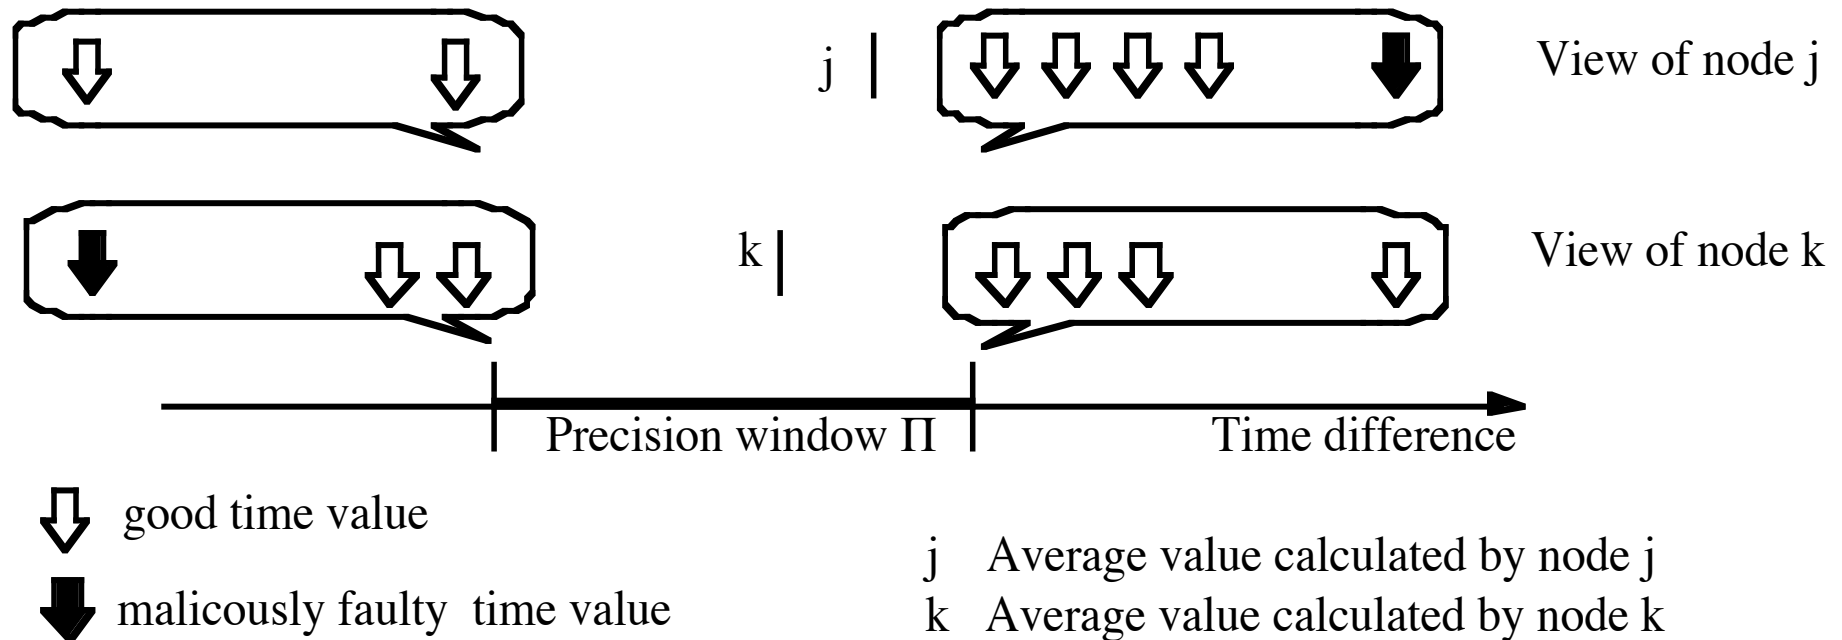 j
View of node j
k
View of node k
Precision window Π
Time difference
good time value
malicously faulty time value
j Average value calculated by node j
k Average value calculated by node k